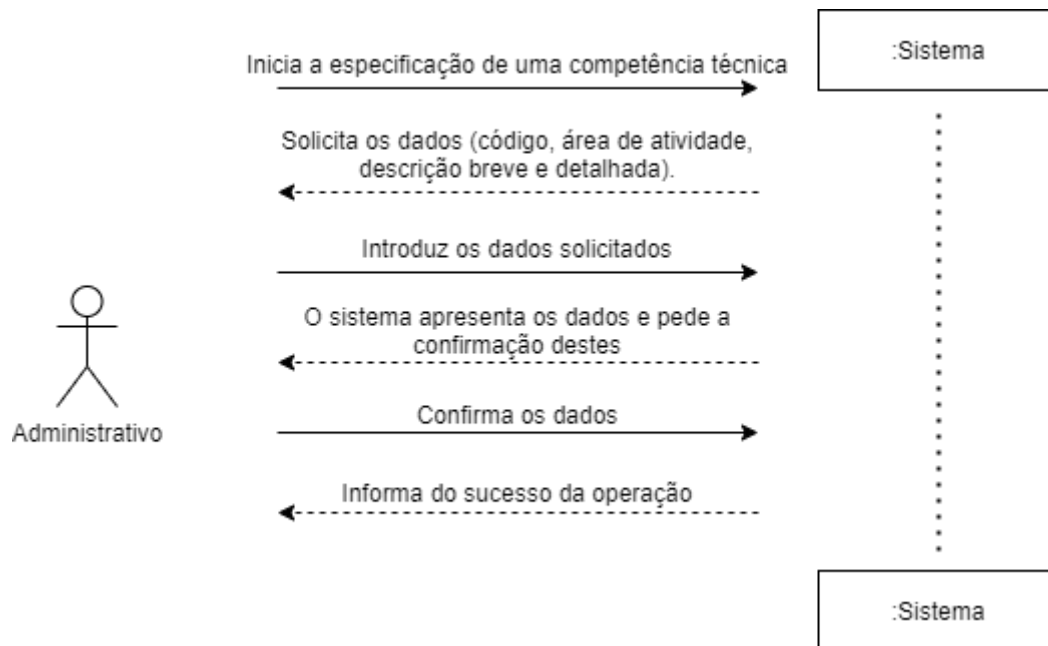 :Sistema
Inicia a especificação de uma competência técnica
Solicita os dados (código, área de atividade,
descrição breve e detalhada).
Introduz os dados solicitados
O sistema apresenta os dados e pede a
confirmação destes
Administrativo
Confirma os dados
Informa do sucesso da operação
:Sistema